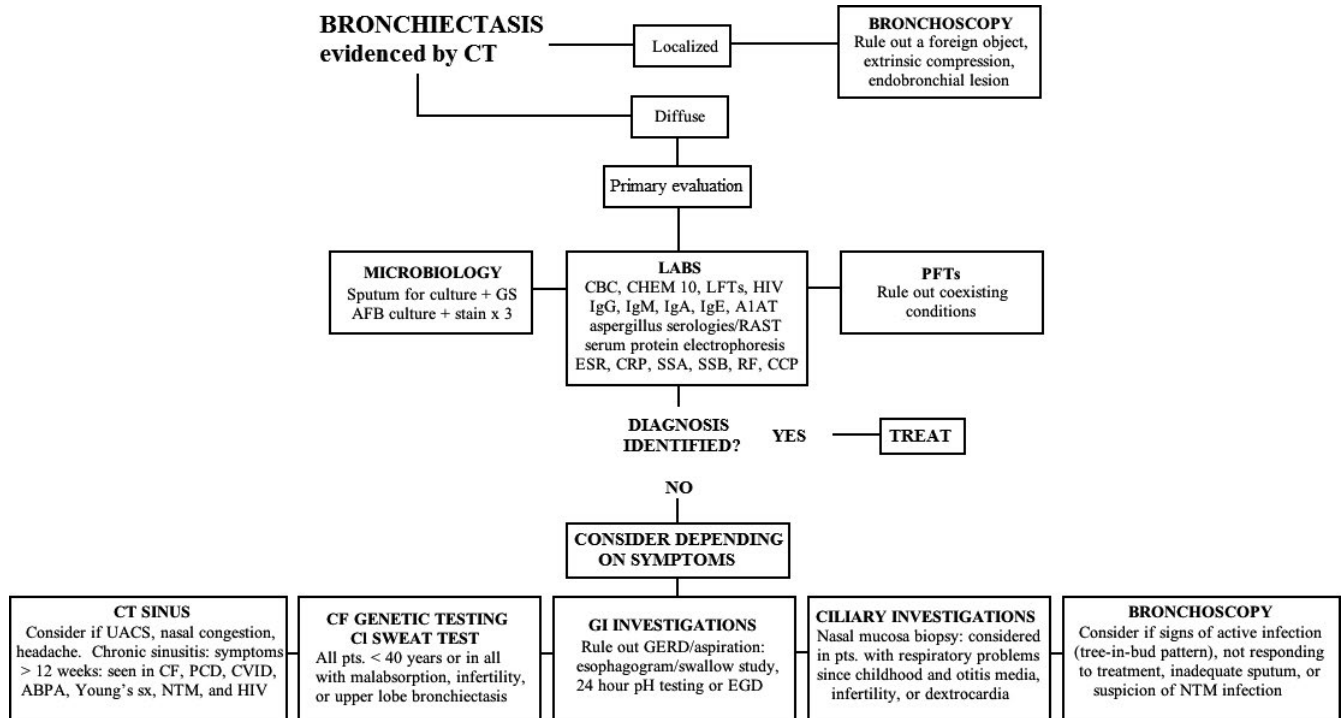 BRONCHIECTASIS
evidenced by CT
Localized
BRONCHOSCOPY
Rule out a foreign object,
extrinsic compression,
endobronchial lesion
Diffuse
Primary evaluation
MICROBIOLOGY
Sputum for culture + GS
AFB culture + stain x 3
LABS
CBC, CHEM 10, LFTs, HIV
IgG, IgM, IgA, IgE, A1AT
aspergillus serologies/RAST
serum protein electrophoresis
ESR, CRP, SSA, SSB, RF, CCP
PFTs
Rule out coexisting
conditions
DIAGNOSIS
IDENTIFIED?
YES
TREAT
NO
CONSIDER DEPENDING
ON SYMPTOMS
CT SINUS
Consider if UACS, nasal congestion,
headache. Chronic sinusitis: symptoms
> 12 weeks: seen in CF, PCD, CVID,
ABPA, Young's sx, NTM, and HIV
CF GENETIC TESTING
Cl SWEAT TEST
All pts. < 40 years or in all
with malabsorption, infertility,
or upper lobe bronchiectasis
GI INVESTIGATIONS
Rule out GERD/aspiration:
esophagogram/swallow study,
24 hour pH testing or EGD
CILIARY INVESTIGATIONS
Nasal mucosa biopsy: considered
in pts. with respiratory problems
since childhood and otitis media,
infertility, or dextrocardia
BRONCHOSCOPY
Consider if signs of active infection
(tree-in-bud pattern), not responding
to treatment, inadequate sputum, or
suspicion of NTM infection